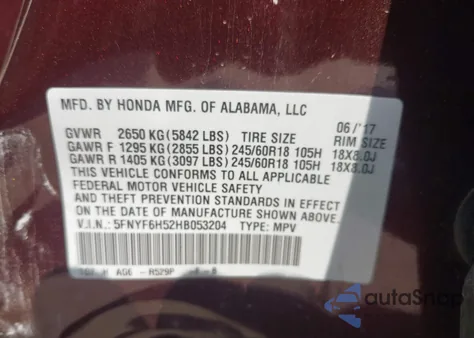 MFD. BY HONDA MFG. OF ALABAMA, LLC
06/'17
GVWR 2650 KG (5842 LBS) TIRE SIZE RIM SIZE
GAWR F 1295 KG (2855 LBS) 245/60R18 105H 18X8.0J
GAWR R 1405 KG (3097 LBS) 245/60R18 105H 18X8.0J
THIS VEHICLE CONFORMS TO ALL APPLICABLE
FEDERAL MOTOR VEHICLE SAFETY
AND THEFT PREVENTION STANDARDS IN EFFECT
ON THE DATE OF MANUFACTURE SHOWN ABOVE.
V.I.N.: 5FNYF6H52HB053204 TYPE: MPV
AG6 - R529P
autoSnap